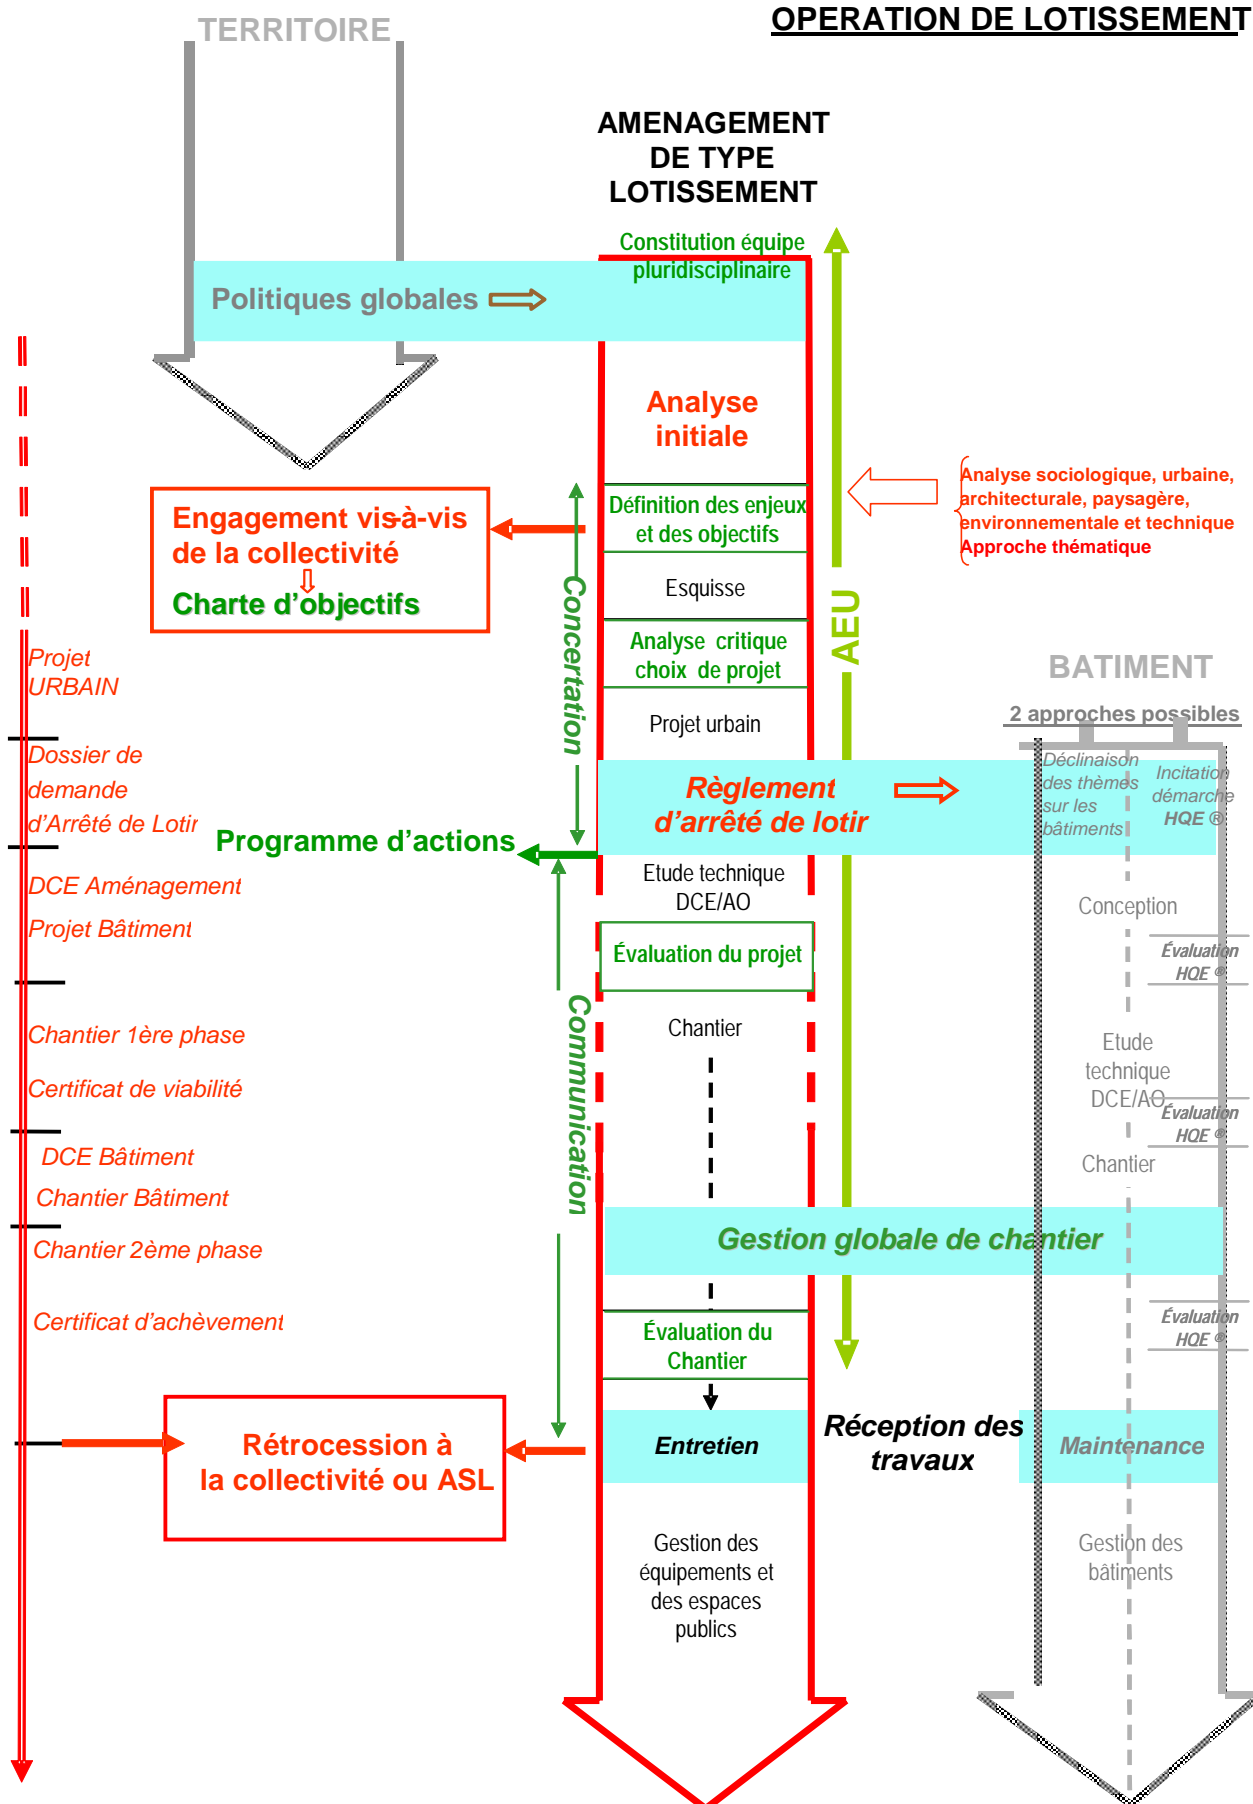 OPERATION DE LOTISSEMENT
TERRITOIRE
AMENAGEMENT
DE TYPE
LOTISSEMENT
Constitution équipe
pluridisciplinaire
Politiques globales
Analyse
initiale
Analyse sociologique, urbaine,
architecturale, paysagère,
environnementale et technique
Approche thématique
Engagement vis-à-vis
de la collectivité
Charte d’objectifs
Définition des enjeux
et des objectifs
Esquisse
Analyse critique
choix de projet
Projet urbain
Concertation
AEU
Projet
URBAIN
Dossier de
demande
d’Arrêté de Lotir
DCE Aménagement
Projet Bâtiment
Chantier 1ère phase
Certificat de viabilité
DCE Bâtiment
Chantier Bâtiment
Chantier 2ème phase
Certificat d’achèvement
BATIMENT
2 approches possibles
Déclinaison
des thèmes
sur les
bâtiments
Incitation
démarche
HQE ®
Règlement
d’arrêté de lotir
Programme d’actions
Etude technique
DCE/AO
Évaluation du projet
Chantier
Communication
Conception
Évaluation
HQE ®
Etude
technique
DCE/AO
Évaluation
HQE ®
Chantier
Gestion globale de chantier
Évaluation du
Chantier
Évaluation
HQE ®
Rétrocession à
la collectivité ou ASL
Entretien
Réception des
travaux
Maintenance
Gestion des
équipements et
des espaces
publics
Gestion des
bâtiments